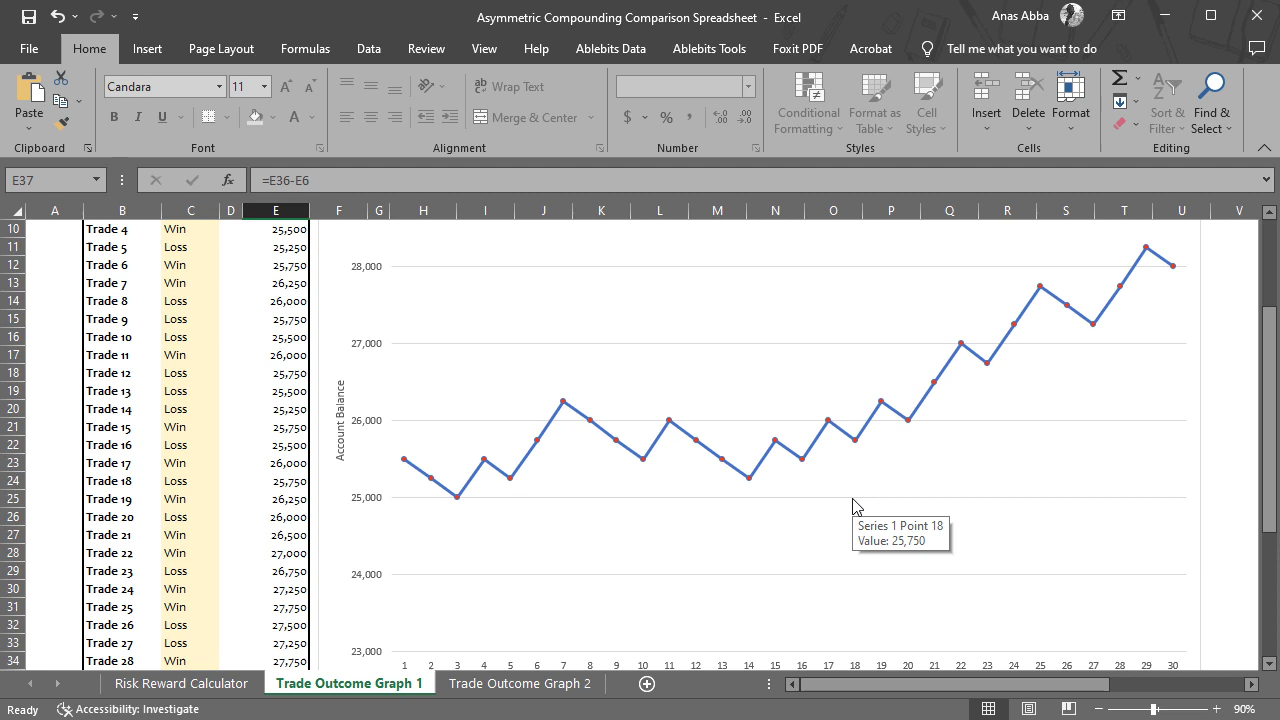 Asymmetric Compounding Comparison Spreadsheet - Excel
Anas Abba
File Home Insert Page Layout Formulas Data Review View Help Ablebits Data Ablebits Tools Foxit PDF Acrobat Tell me what you want to do
Paste
Clipboard
Candara 11
B I U A
Font
ab Wrap Text
Merge & Center
Alignment
$ % ,
Number
Conditional Formatting
Format as Table
Cell Styles
Styles
Insert Delete Format
Cells
Sort & Filter
Find & Select
Editing
E37 fx =E36-E6
A B C D E F G H I J K L M N O P Q R S T U V
10 Trade 4 Win 25,500
11 Trade 5 Loss 25,250
12 Trade 6 Win 25,750
13 Trade 7 Win 26,250
14 Trade 8 Loss 26,000
15 Trade 9 Loss 25,750
16 Trade 10 Loss 25,500
17 Trade 11 Win 26,000
18 Trade 12 Loss 25,750
19 Trade 13 Loss 25,500
20 Trade 14 Loss 25,250
21 Trade 15 Win 25,750
22 Trade 16 Loss 25,500
23 Trade 17 Win 26,000
24 Trade 18 Loss 25,750
25 Trade 19 Win 26,250
26 Trade 20 Loss 26,000
27 Trade 21 Win 26,500
28 Trade 22 Win 27,000
29 Trade 23 Loss 26,750
30 Trade 24 Win 27,250
31 Trade 25 Win 27,750
32 Trade 26 Loss 27,500
33 Trade 27 Loss 27,250
34 Trade 28 Win 27,750
Account Balance
28,000
27,000
26,000
25,000
24,000
23,000
Series 1 Point 18
Value: 25,750
1 2 3 4 5 6 7 8 9 10 11 12 13 14 15 16 17 18 19 20 21 22 23 24 25 26 27 28 29 30
Risk Reward Calculator Trade Outcome Graph 1 Trade Outcome Graph 2
Ready Accessibility: Investigate 90%